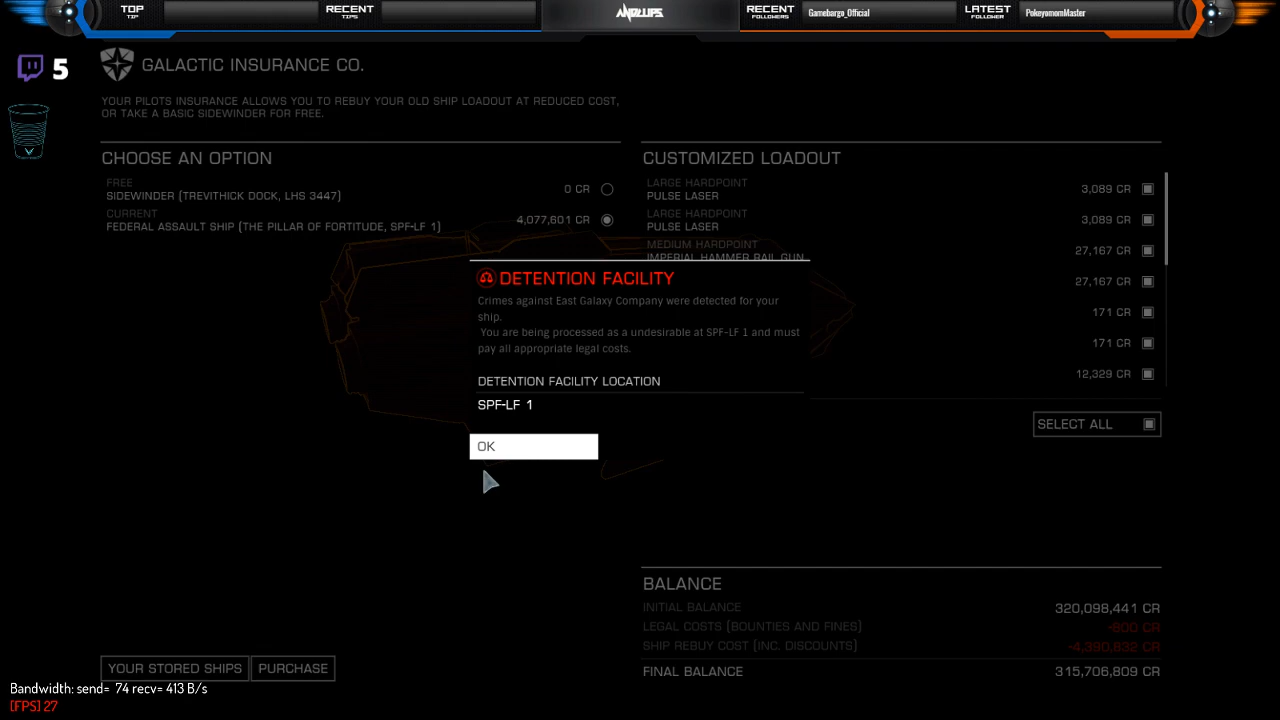 TOP
TIP
RECENT
TIPS
RECENT
FOLLOWERS
Gamebargo_Official
LATEST
FOLLOWER
PokeyomomMaster
5
GALACTIC INSURANCE CO.
YOUR PILOTS INSURANCE ALLOWS YOU TO REBUY YOUR OLD SHIP LOADOUT AT REDUCED COST,
OR TAKE A BASIC SIDEWINDER FOR FREE.
CHOOSE AN OPTION
FREE
SIDEWINDER (TREVITHICK DOCK, LHS 3447) 0 CR
CURRENT
FEDERAL ASSAULT SHIP (THE PILLAR OF FORTITUDE, SPF-LF 1) 4,077,601 CR
CUSTOMIZED LOADOUT
LARGE HARDPOINT
PULSE LASER 3,089 CR
LARGE HARDPOINT
PULSE LASER 3,089 CR
MEDIUM HARDPOINT
IMPERIAL HAMMER RAIL GUN 27,167 CR
27,167 CR
171 CR
171 CR
12,329 CR
SELECT ALL
DETENTION FACILITY
Crimes against East Galaxy Company were detected for your
ship.
You are being processed as a undesirable at SPF-LF 1 and must
pay all appropriate legal costs.
DETENTION FACILITY LOCATION
SPF-LF 1
OK
BALANCE
INITIAL BALANCE 320,098,441 CR
LEGAL COSTS (BOUNTIES AND FINES) -800 CR
SHIP REBUY COST (INC. DISCOUNTS) -4,390,832 CR
FINAL BALANCE 315,706,809 CR
YOUR STORED SHIPS
PURCHASE
Bandwidth: send= 74 recv= 413 B/s
[FPS] 27